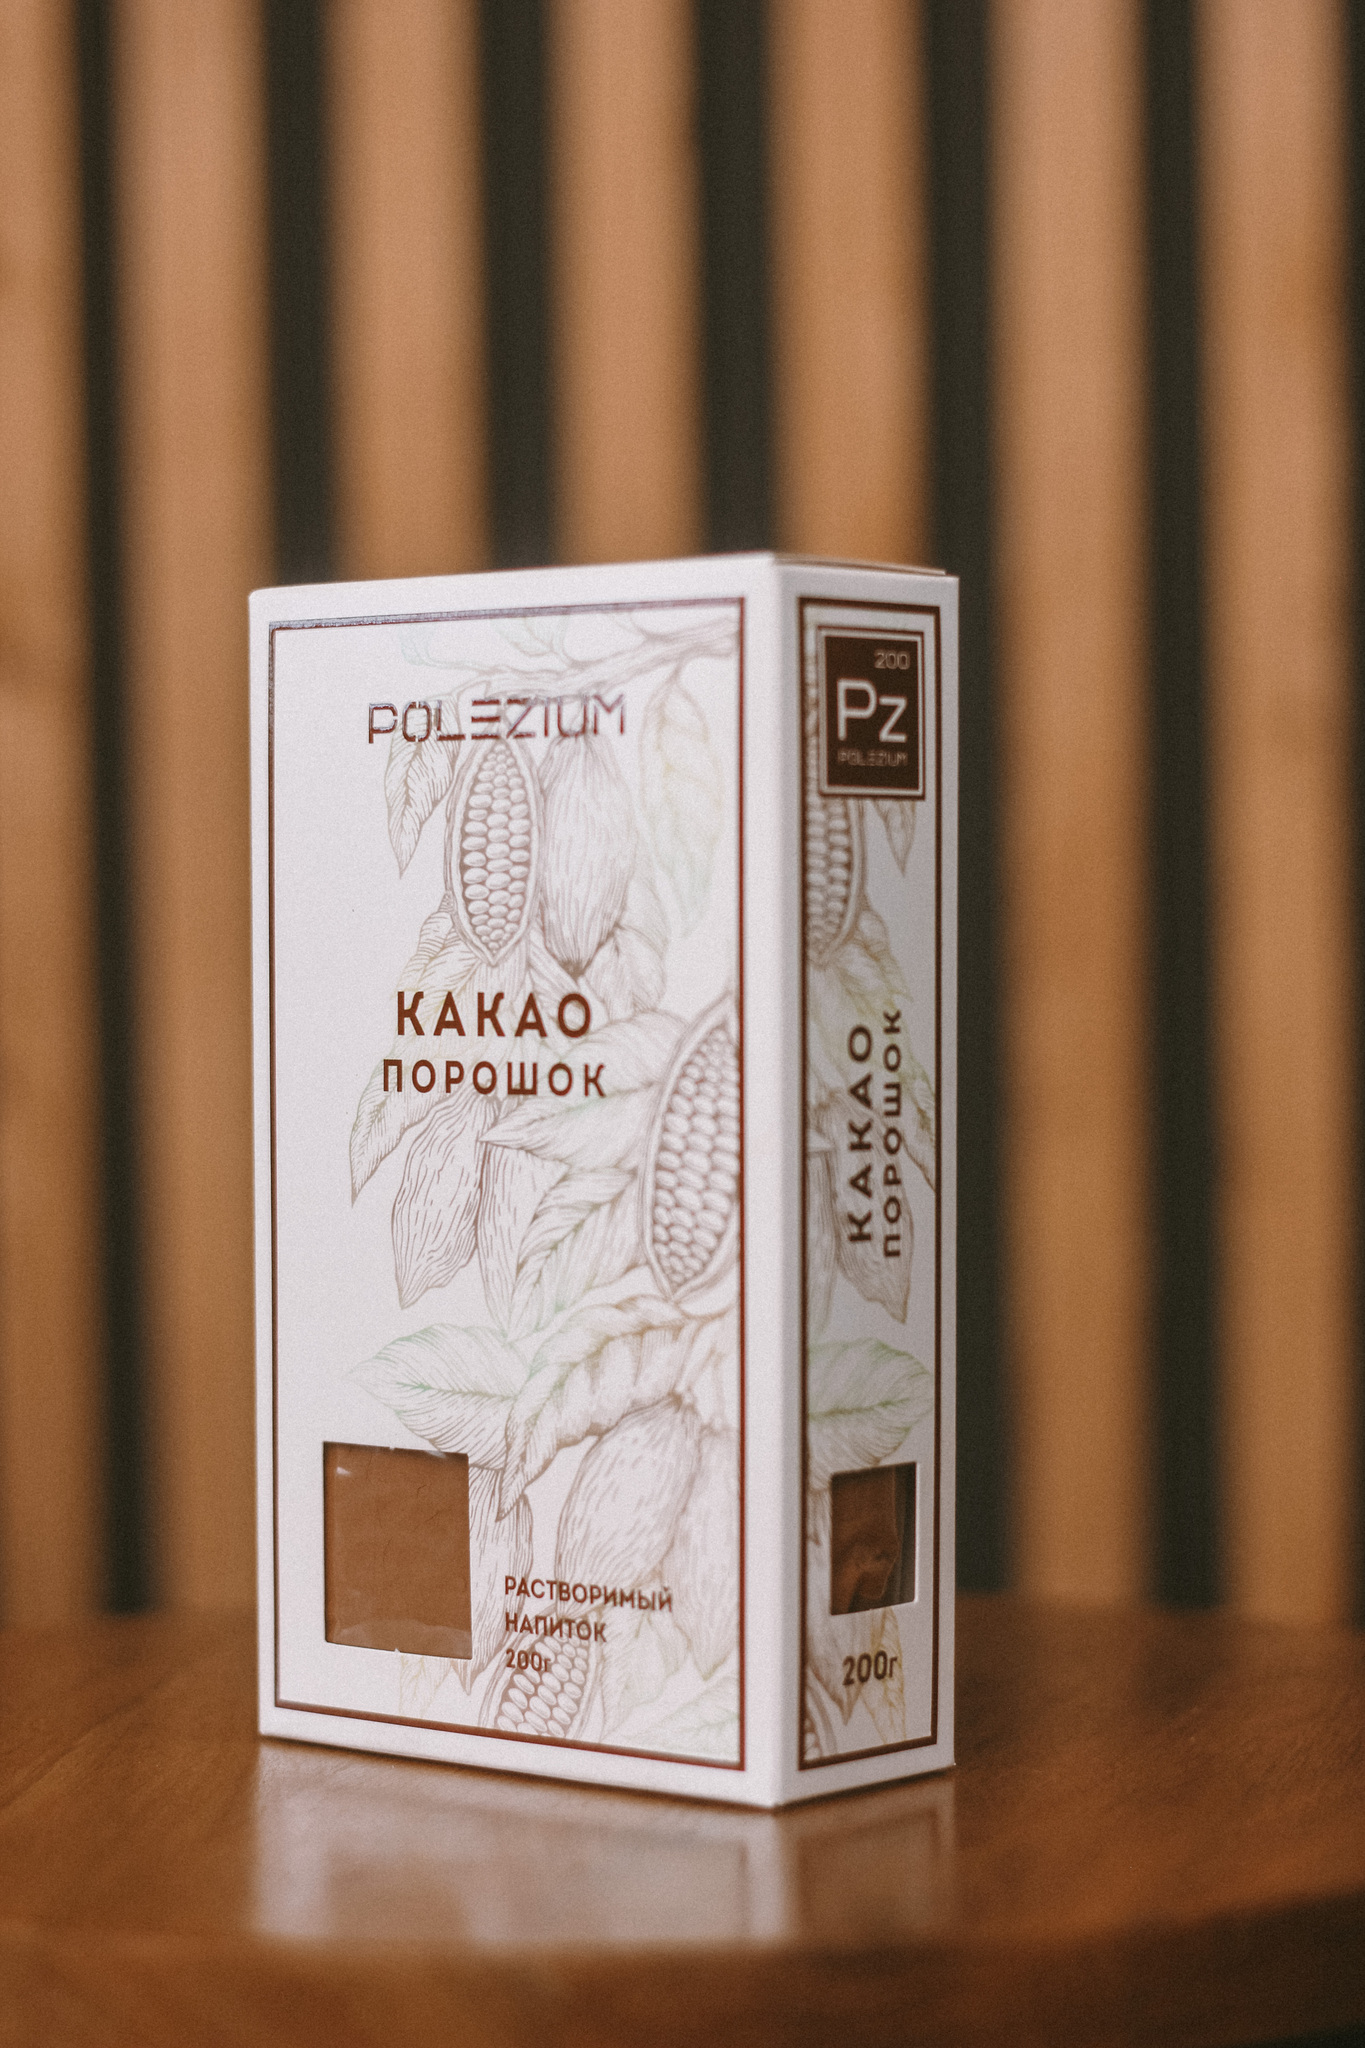 POLEZIUM
КАКАО
ПОРОШОК
РАСТВОРИМЫЙ
НАПИТОК
200г
200
Pz
POLEZIUM
КАКАО
ПОРОШОК
200г